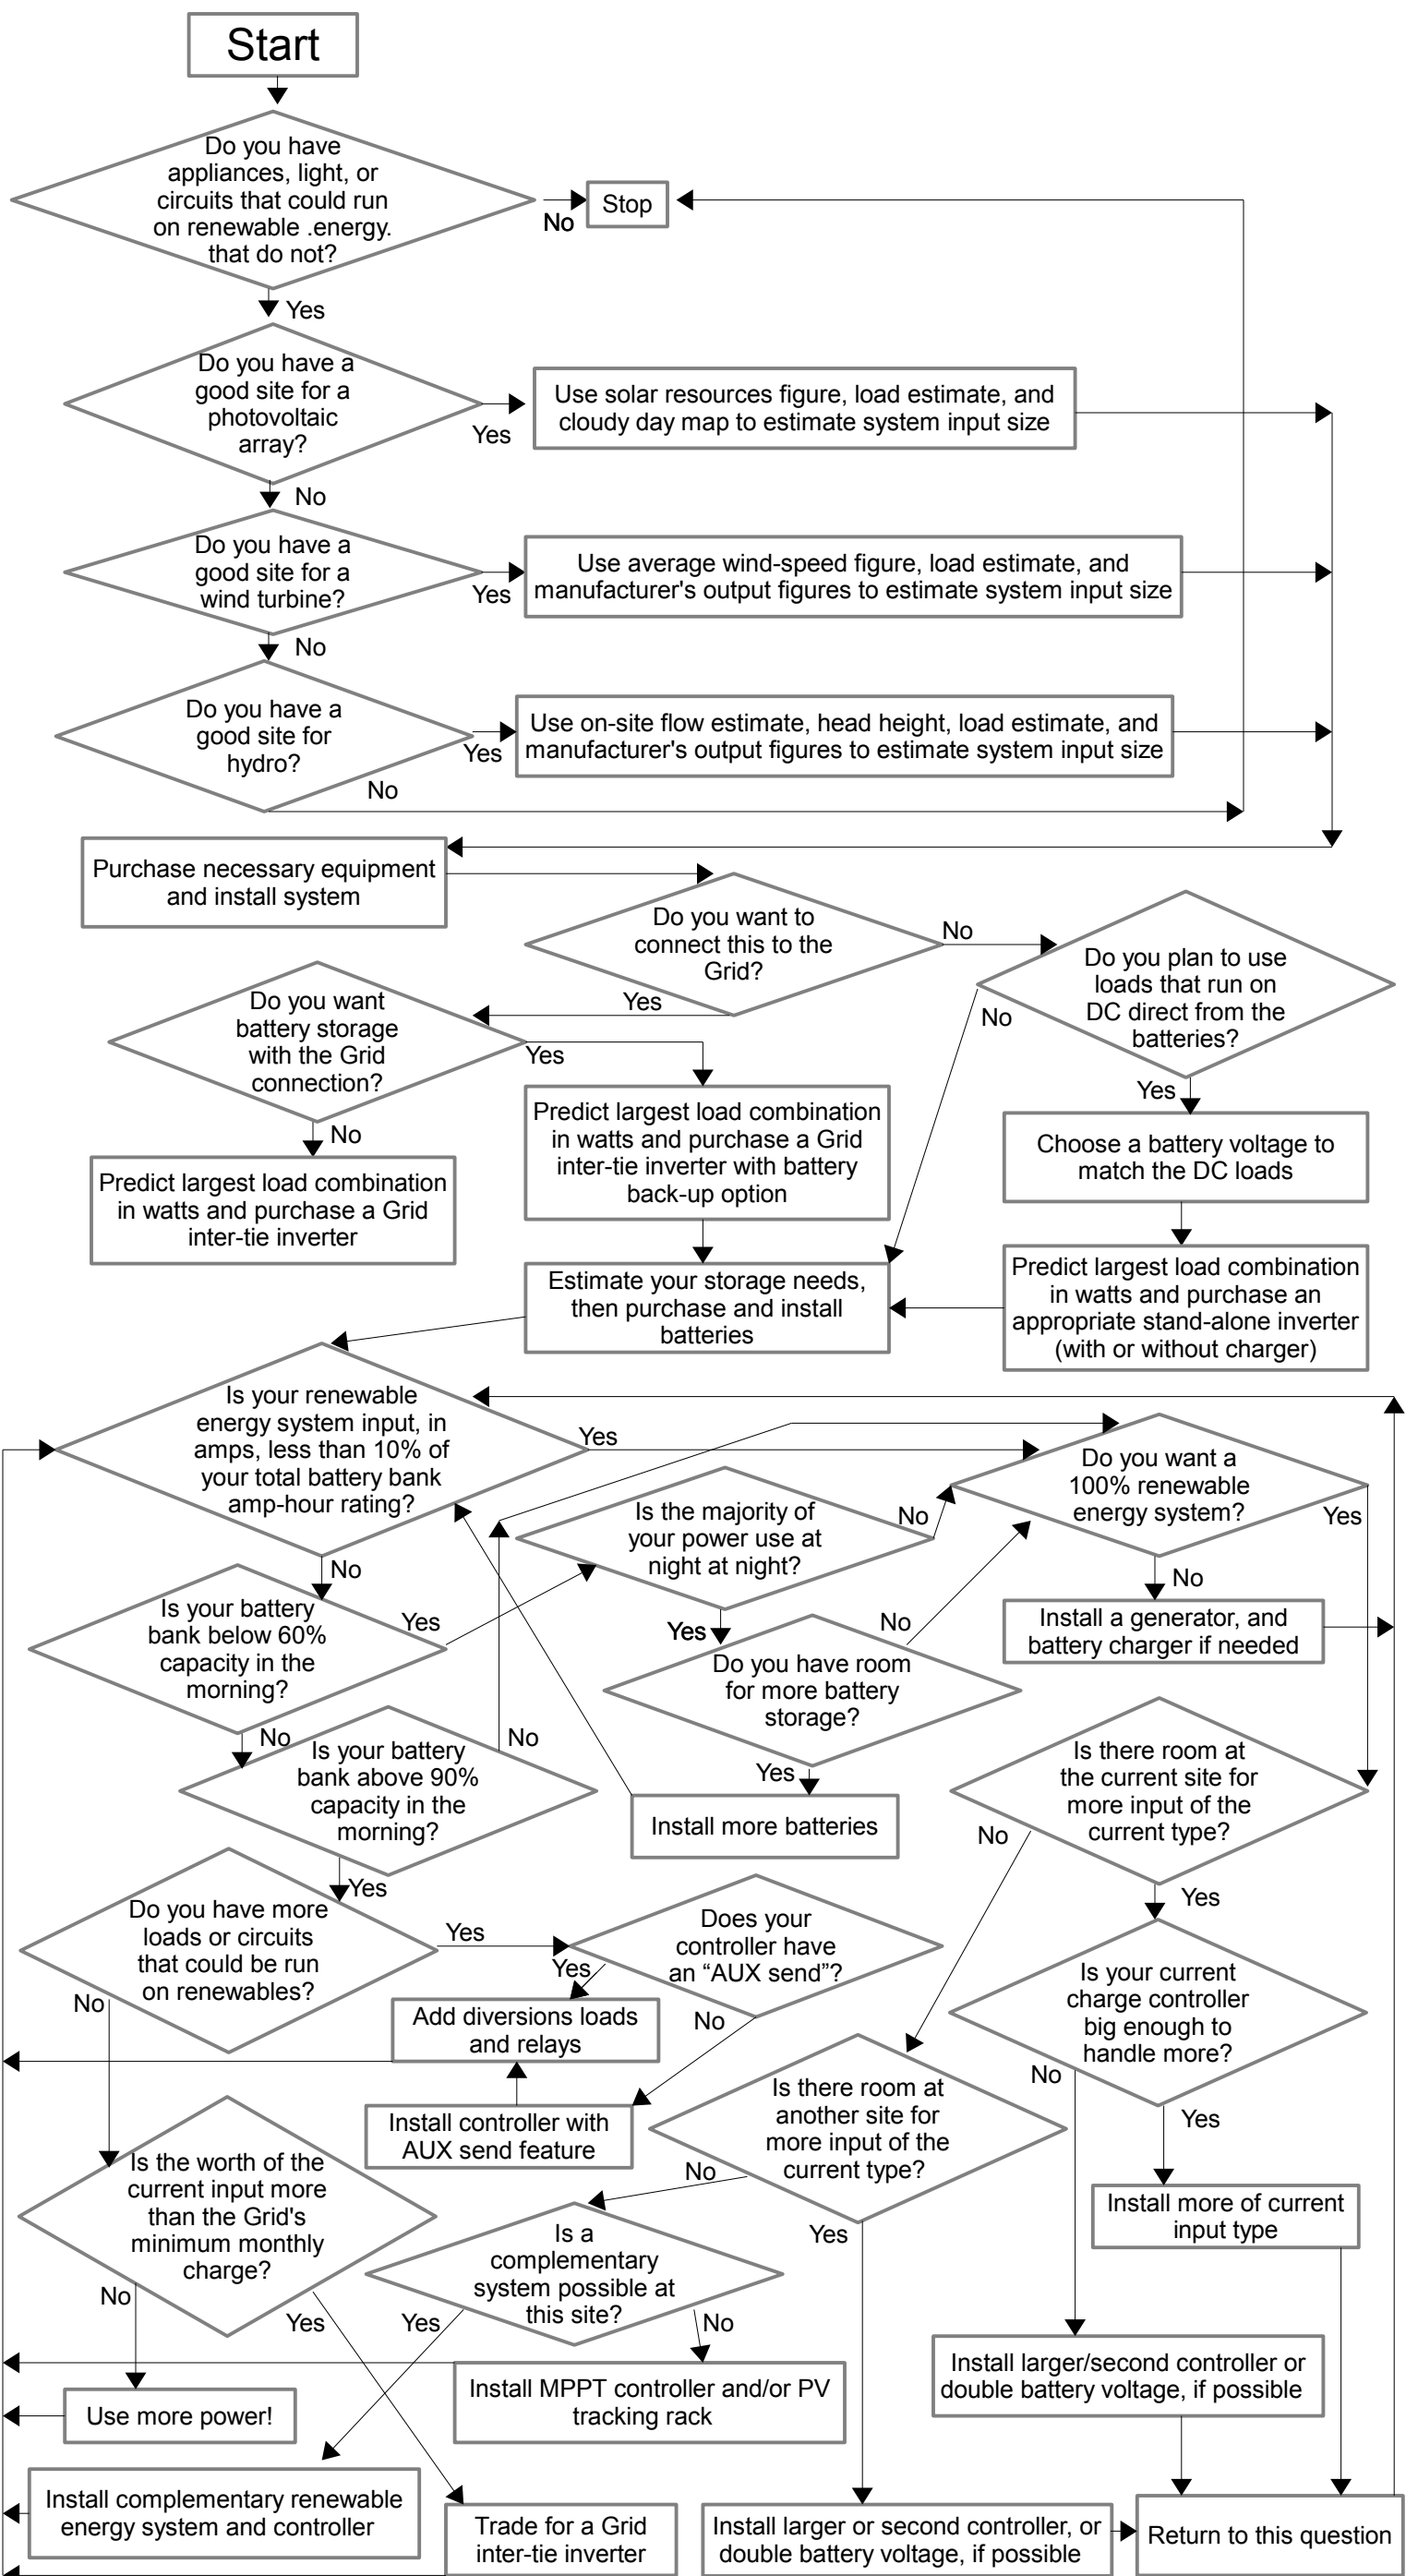 Start
Do you have
appliances, light, or
circuits that could run
on renewable .energy.
that do not?
No
Stop
Yes
Do you have a
good site for a
photovoltaic
array?
Yes
Use solar resources figure, load estimate, and
cloudy day map to estimate system input size
No
Do you have a
good site for a
wind turbine?
Yes
Use average wind-speed figure, load estimate, and
manufacturer's output figures to estimate system input size
No
Do you have a
good site for
hydro?
Yes
Use on-site flow estimate, head height, load estimate, and
manufacturer's output figures to estimate system input size
No
Purchase necessary equipment
and install system
Do you want to
connect this to the
Grid?
No
Yes
Do you plan to use
loads that run on
DC direct from the
batteries?
No
Yes
Do you want
battery storage
with the Grid
connection?
Yes
No
Predict largest load combination
in watts and purchase a Grid
inter-tie inverter with battery
back-up option
Choose a battery voltage to
match the DC loads
Predict largest load combination
in watts and purchase a Grid
inter-tie inverter
Estimate your storage needs,
then purchase and install
batteries
Predict largest load combination
in watts and purchase an
appropriate stand-alone inverter
(with or without charger)
Is your renewable
energy system input, in
amps, less than 10% of
your total battery bank
amp-hour rating?
Yes
No
Do you want a
100% renewable
energy system?
Yes
No
Is the majority of
your power use at
night at night?
No
Yes
Is your battery
bank below 60%
capacity in the
morning?
Yes
No
Install a generator, and
battery charger if needed
Do you have room
for more battery
storage?
No
Yes
Is your battery
bank above 90%
capacity in the
morning?
No
Yes
Install more batteries
Is there room at
the current site for
more input of the
current type?
No
Yes
Do you have more
loads or circuits
that could be run
on renewables?
Yes
No
Does your
controller have
an “AUX send”?
Yes
No
Is your current
charge controller
big enough to
handle more?
No
Yes
Add diversions loads
and relays
Install controller with
AUX send feature
Is there room at
another site for
more input of the
current type?
No
Yes
Is the worth of the
current input more
than the Grid's
minimum monthly
charge?
No
Yes
Install more of current
input type
Is a
complementary
system possible at
this site?
Yes
No
Install larger/second controller or
double battery voltage, if possible
Install MPPT controller and/or PV
tracking rack
Use more power!
Install complementary renewable
energy system and controller
Trade for a Grid
inter-tie inverter
Install larger or second controller, or
double battery voltage, if possible
Return to this question